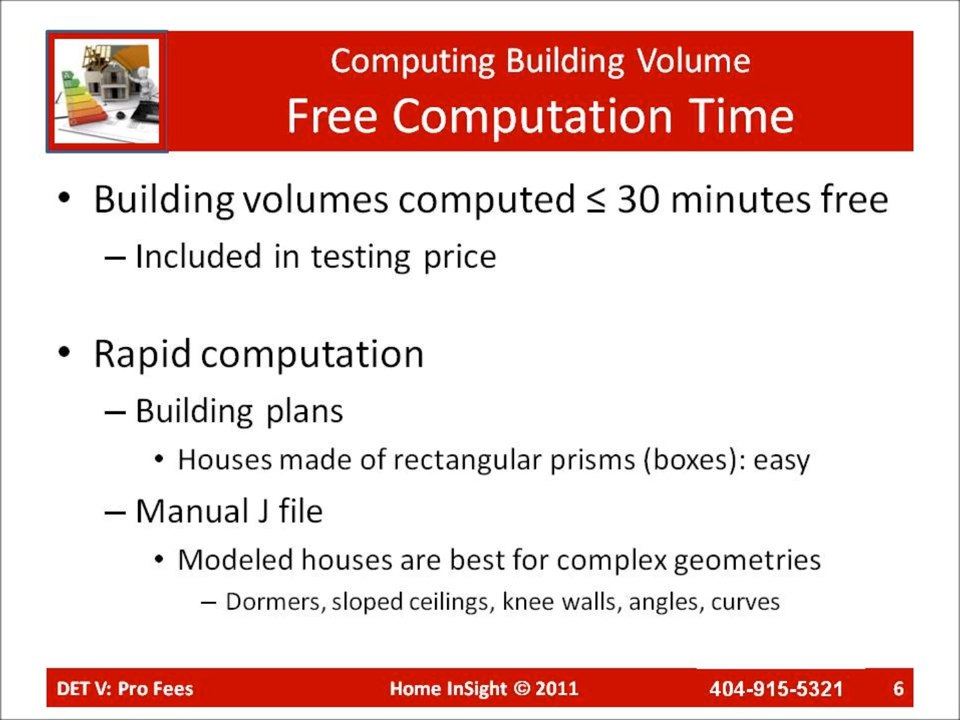 Computing Building Volume
Free Computation Time
• Building volumes computed ≤ 30 minutes free
– Included in testing price
• Rapid computation
– Building plans
• Houses made of rectangular prisms (boxes): easy
– Manual J file
• Modeled houses are best for complex geometries
– Dormers, sloped ceilings, knee walls, angles, curves
DET V: Pro Fees Home InSight © 2011 404-915-5321 6